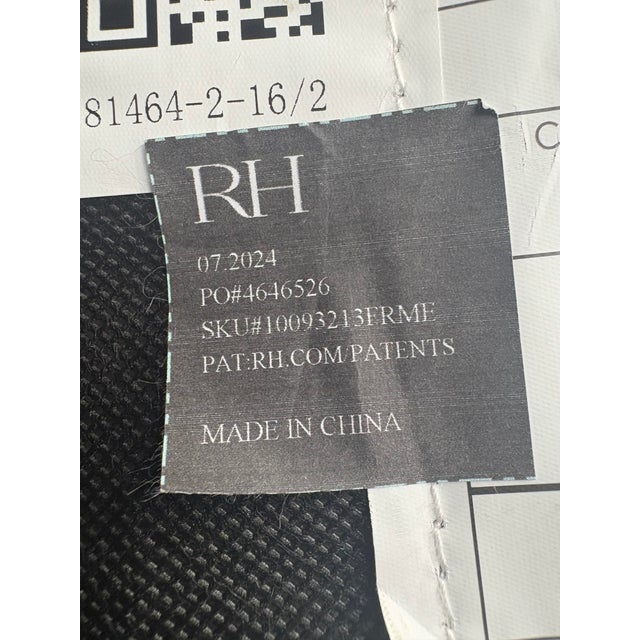 81464-2-16/2
RH
07.2024
PO#4646526
SKU#10093213FRME
PAT:RH.COM/PATENTS
MADE IN CHINA